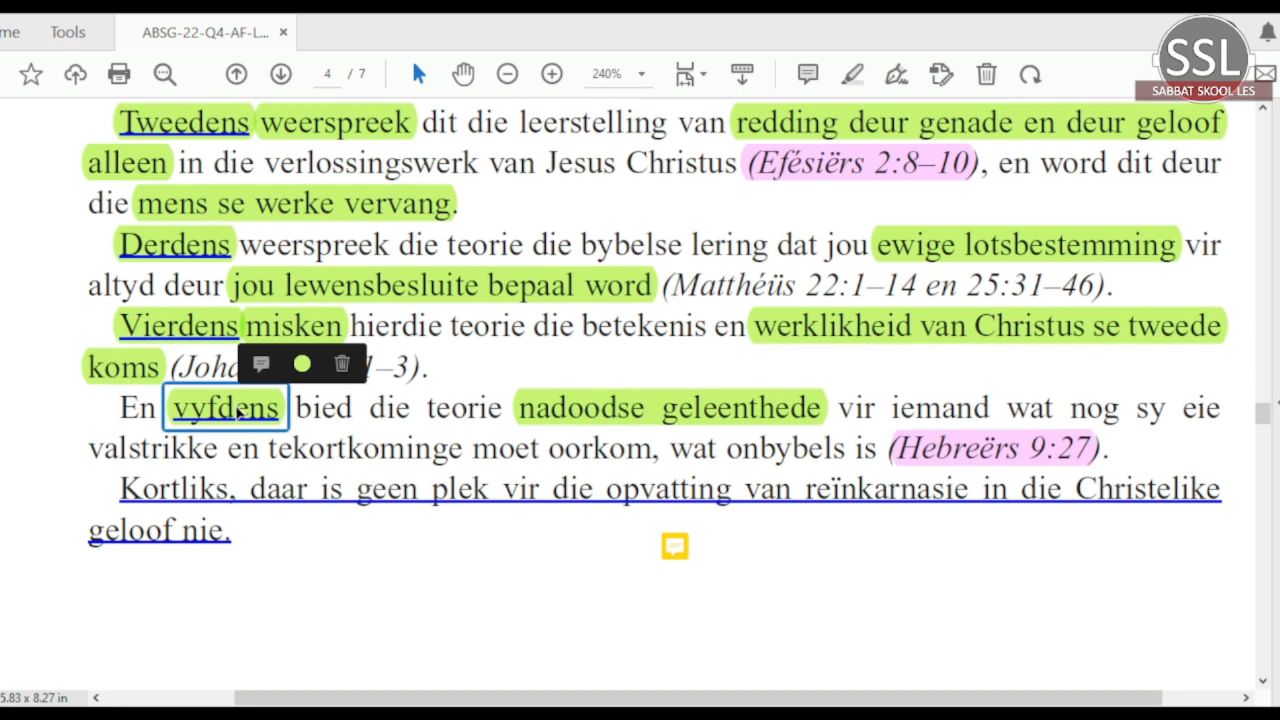 me Tools ABSG-22-Q4-AF-L... ×
SSL
SABBAT SKOOL LES
4 / 7 240%
Tweedens weerspreek dit die leerstelling van redding deur genade en deur geloof
alleen in die verlossingswerk van Jesus Christus (Efésiërs 2:8–10), en word dit deur
die mens se werke vervang.
Derdens weerspreek die teorie die bybelse lering dat jou ewige lotsbestemming vir
altyd deur jou lewensbesluite bepaal word (Matthéüs 22:1–14 en 25:31–46).
Vierdens misken hierdie teorie die betekenis en werklikheid van Christus se tweede
koms (Joha –3).
En vyfdens bied die teorie nadoodse geleenthede vir iemand wat nog sy eie
valstrikke en tekortkominge moet oorkom, wat onbybels is (Hebreërs 9:27).
Kortliks, daar is geen plek vir die opvatting van reïnkarnasie in die Christelike
geloof nie.
5.83 x 8.27 in